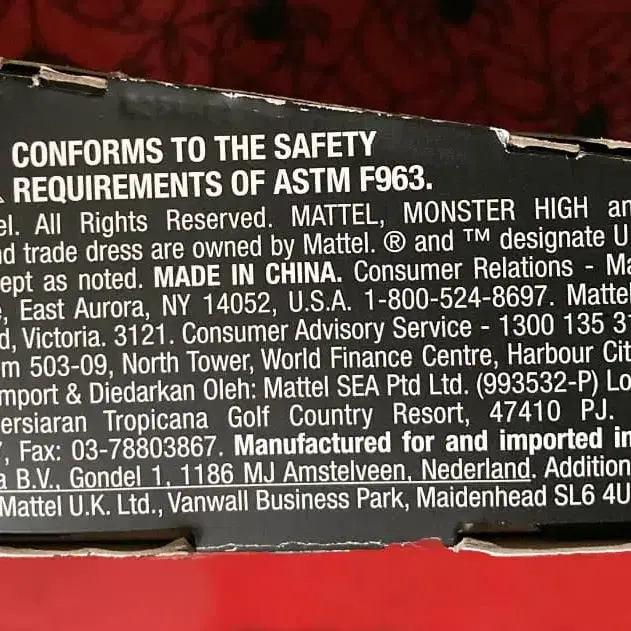 CONFORMS TO THE SAFETY
REQUIREMENTS OF ASTM F963.
el. All Rights Reserved. MATTEL, MONSTER HIGH an
nd trade dress are owned by Mattel. ® and ™ designate U
ept as noted. MADE IN CHINA. Consumer Relations - Ma
e, East Aurora, NY 14052, U.S.A. 1-800-524-8697. Mattel
d, Victoria. 3121. Consumer Advisory Service - 1300 135 31
m 503-09, North Tower, World Finance Centre, Harbour Cit
mport & Diedarkan Oleh: Mattel SEA Ptd Ltd. (993532-P) Lo
ersiaran Tropicana Golf Country Resort, 47410 PJ.
7, Fax: 03-78803867. Manufactured for and imported in
a B.V., Gondel 1, 1186 MJ Amstelveen, Nederland. Addition
Mattel U.K. Ltd., Vanwall Business Park, Maidenhead SL6 4U